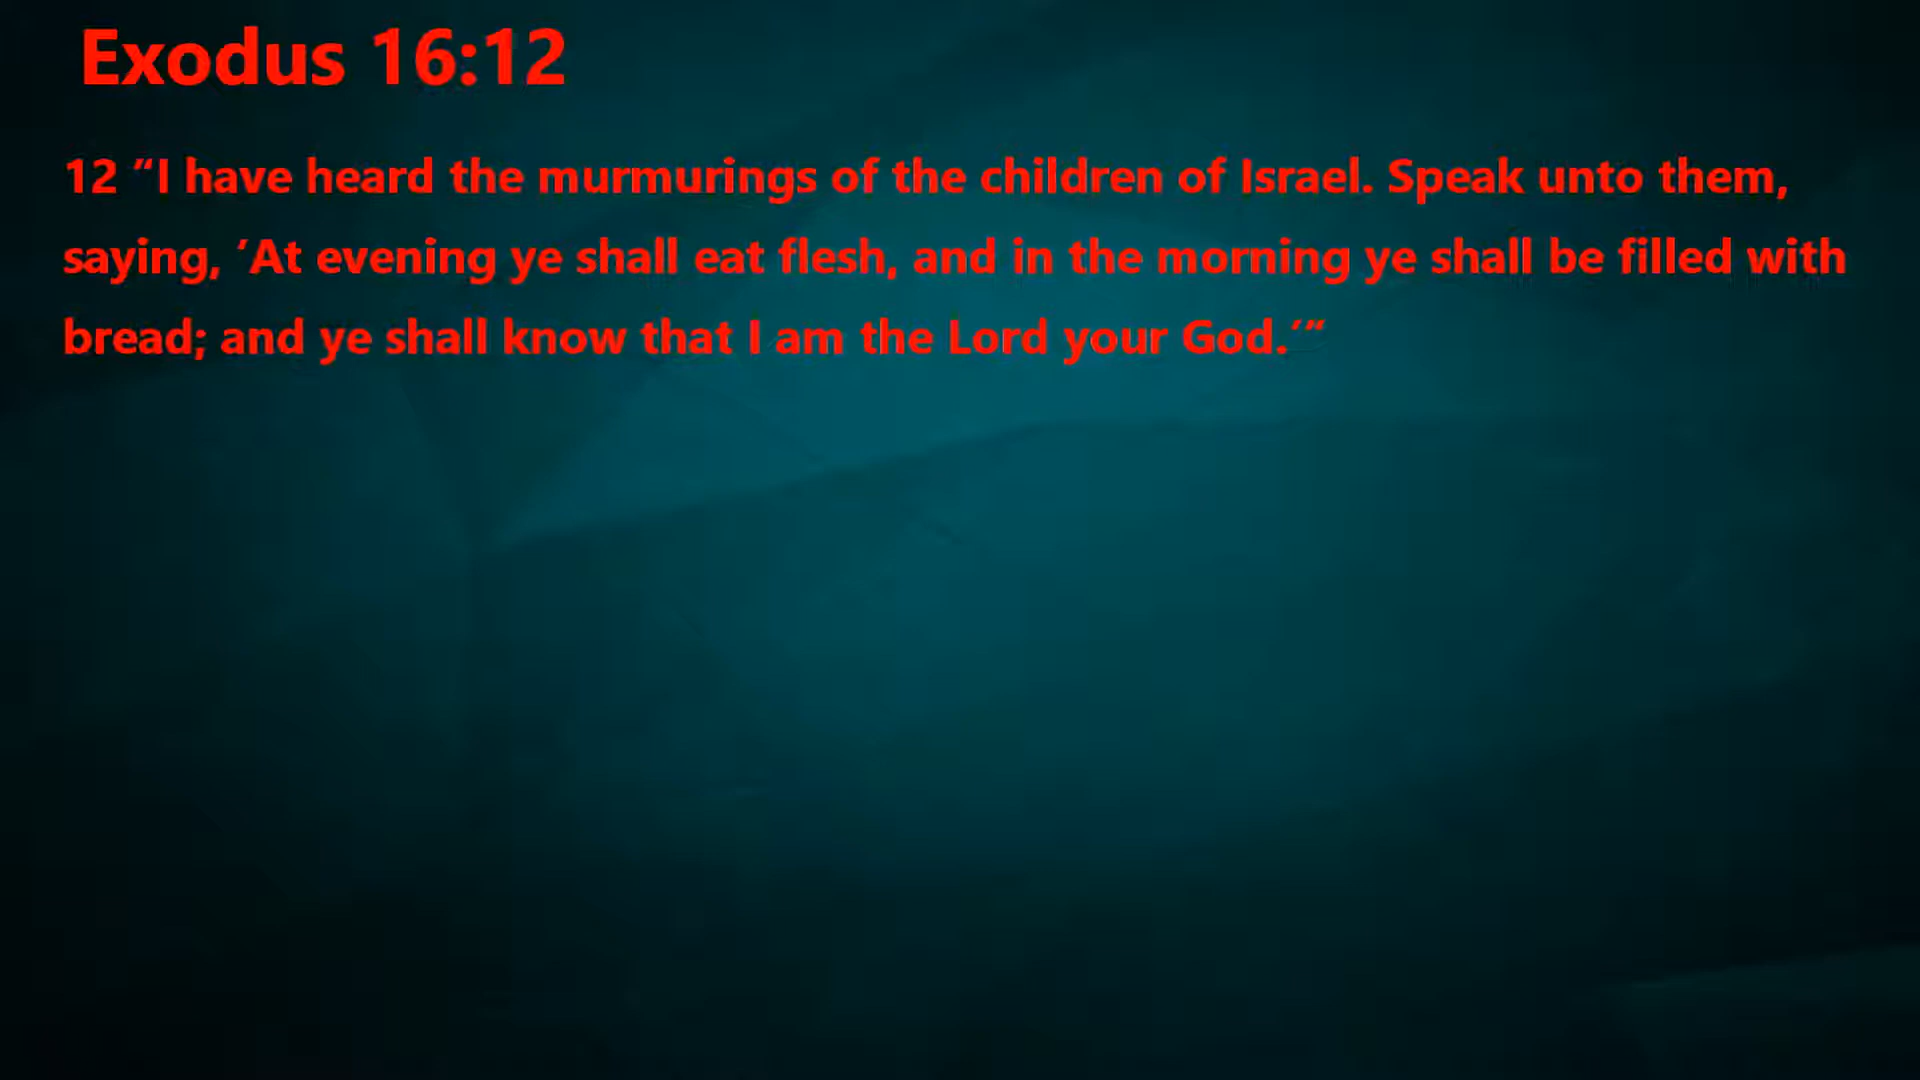 Exodus 16:12
12 “I have heard the murmurings of the children of Israel. Speak unto them,
saying, ‘At evening ye shall eat flesh, and in the morning ye shall be filled with
bread; and ye shall know that I am the Lord your God.’”